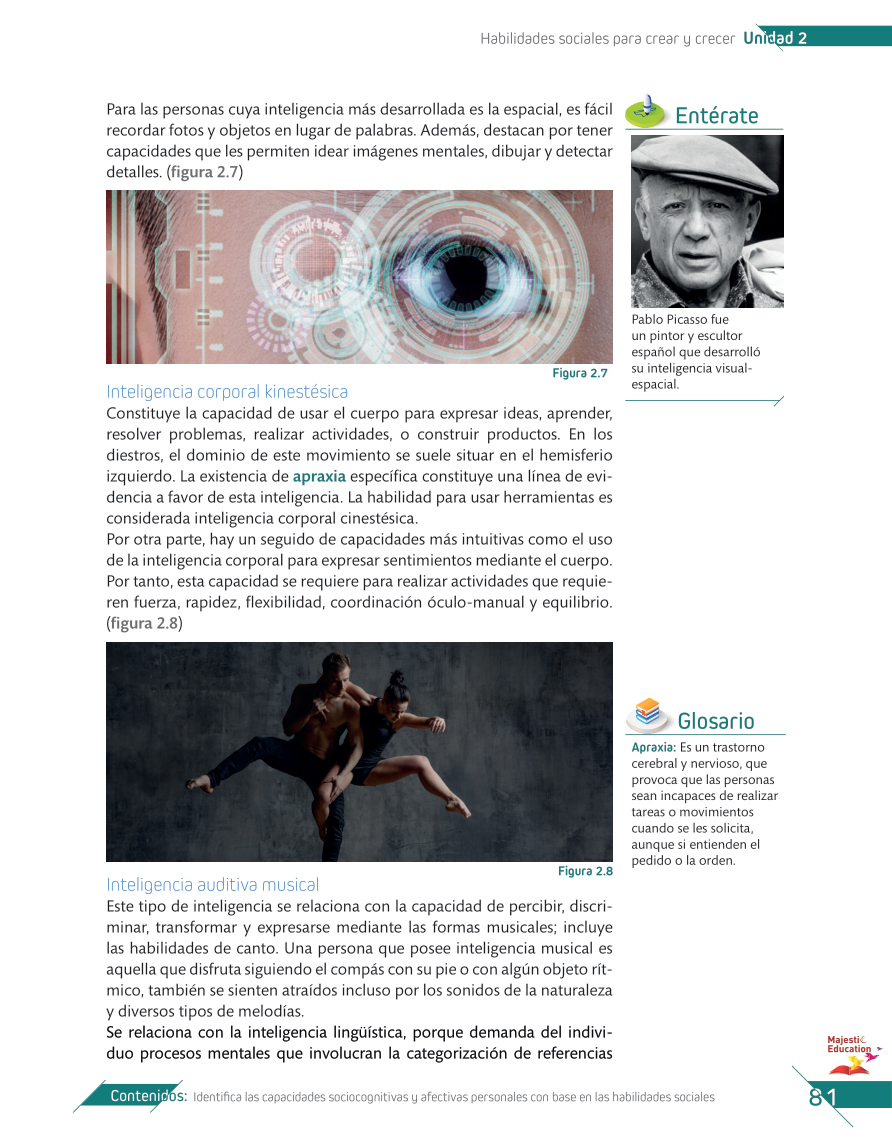 Habilidades sociales para crear y crecer Unidad 2
Para las personas cuya inteligencia más desarrollada es la espacial, es fácil
recordar fotos y objetos en lugar de palabras. Además, destacan por tener
capacidades que les permiten idear imágenes mentales, dibujar y detectar
detalles. (figura 2.7)
Figura 2.7
Inteligencia corporal kinestésica
Constituye la capacidad de usar el cuerpo para expresar ideas, aprender,
resolver problemas, realizar actividades, o construir productos. En los
diestros, el dominio de este movimiento se suele situar en el hemisferio
izquierdo. La existencia de apraxia específica constituye una línea de evi-
dencia a favor de esta inteligencia. La habilidad para usar herramientas es
considerada inteligencia corporal cinestésica.
Por otra parte, hay un seguido de capacidades más intuitivas como el uso
de la inteligencia corporal para expresar sentimientos mediante el cuerpo.
Por tanto, esta capacidad se requiere para realizar actividades que requie-
ren fuerza, rapidez, flexibilidad, coordinación óculo-manual y equilibrio.
(figura 2.8)
Figura 2.8
Inteligencia auditiva musical
Este tipo de inteligencia se relaciona con la capacidad de percibir, discri-
minar, transformar y expresarse mediante las formas musicales; incluye
las habilidades de canto. Una persona que posee inteligencia musical es
aquella que disfruta siguiendo el compás con su pie o con algún objeto rít-
mico, también se sienten atraídos incluso por los sonidos de la naturaleza
y diversos tipos de melodías.
Se relaciona con la inteligencia lingüística, porque demanda del indivi-
duo procesos mentales que involucran la categorización de referencias
Entérate
Pablo Picasso fue
un pintor y escultor
español que desarrolló
su inteligencia visual-
espacial.
Glosario
Apraxia: Es un trastorno
cerebral y nervioso, que
provoca que las personas
sean incapaces de realizar
tareas o movimientos
cuando se les solicita,
aunque si entienden el
pedido o la orden.
Majestic
Education
Contenidos: Identifica las capacidades sociocognitivas y afectivas personales con base en las habilidades sociales
81